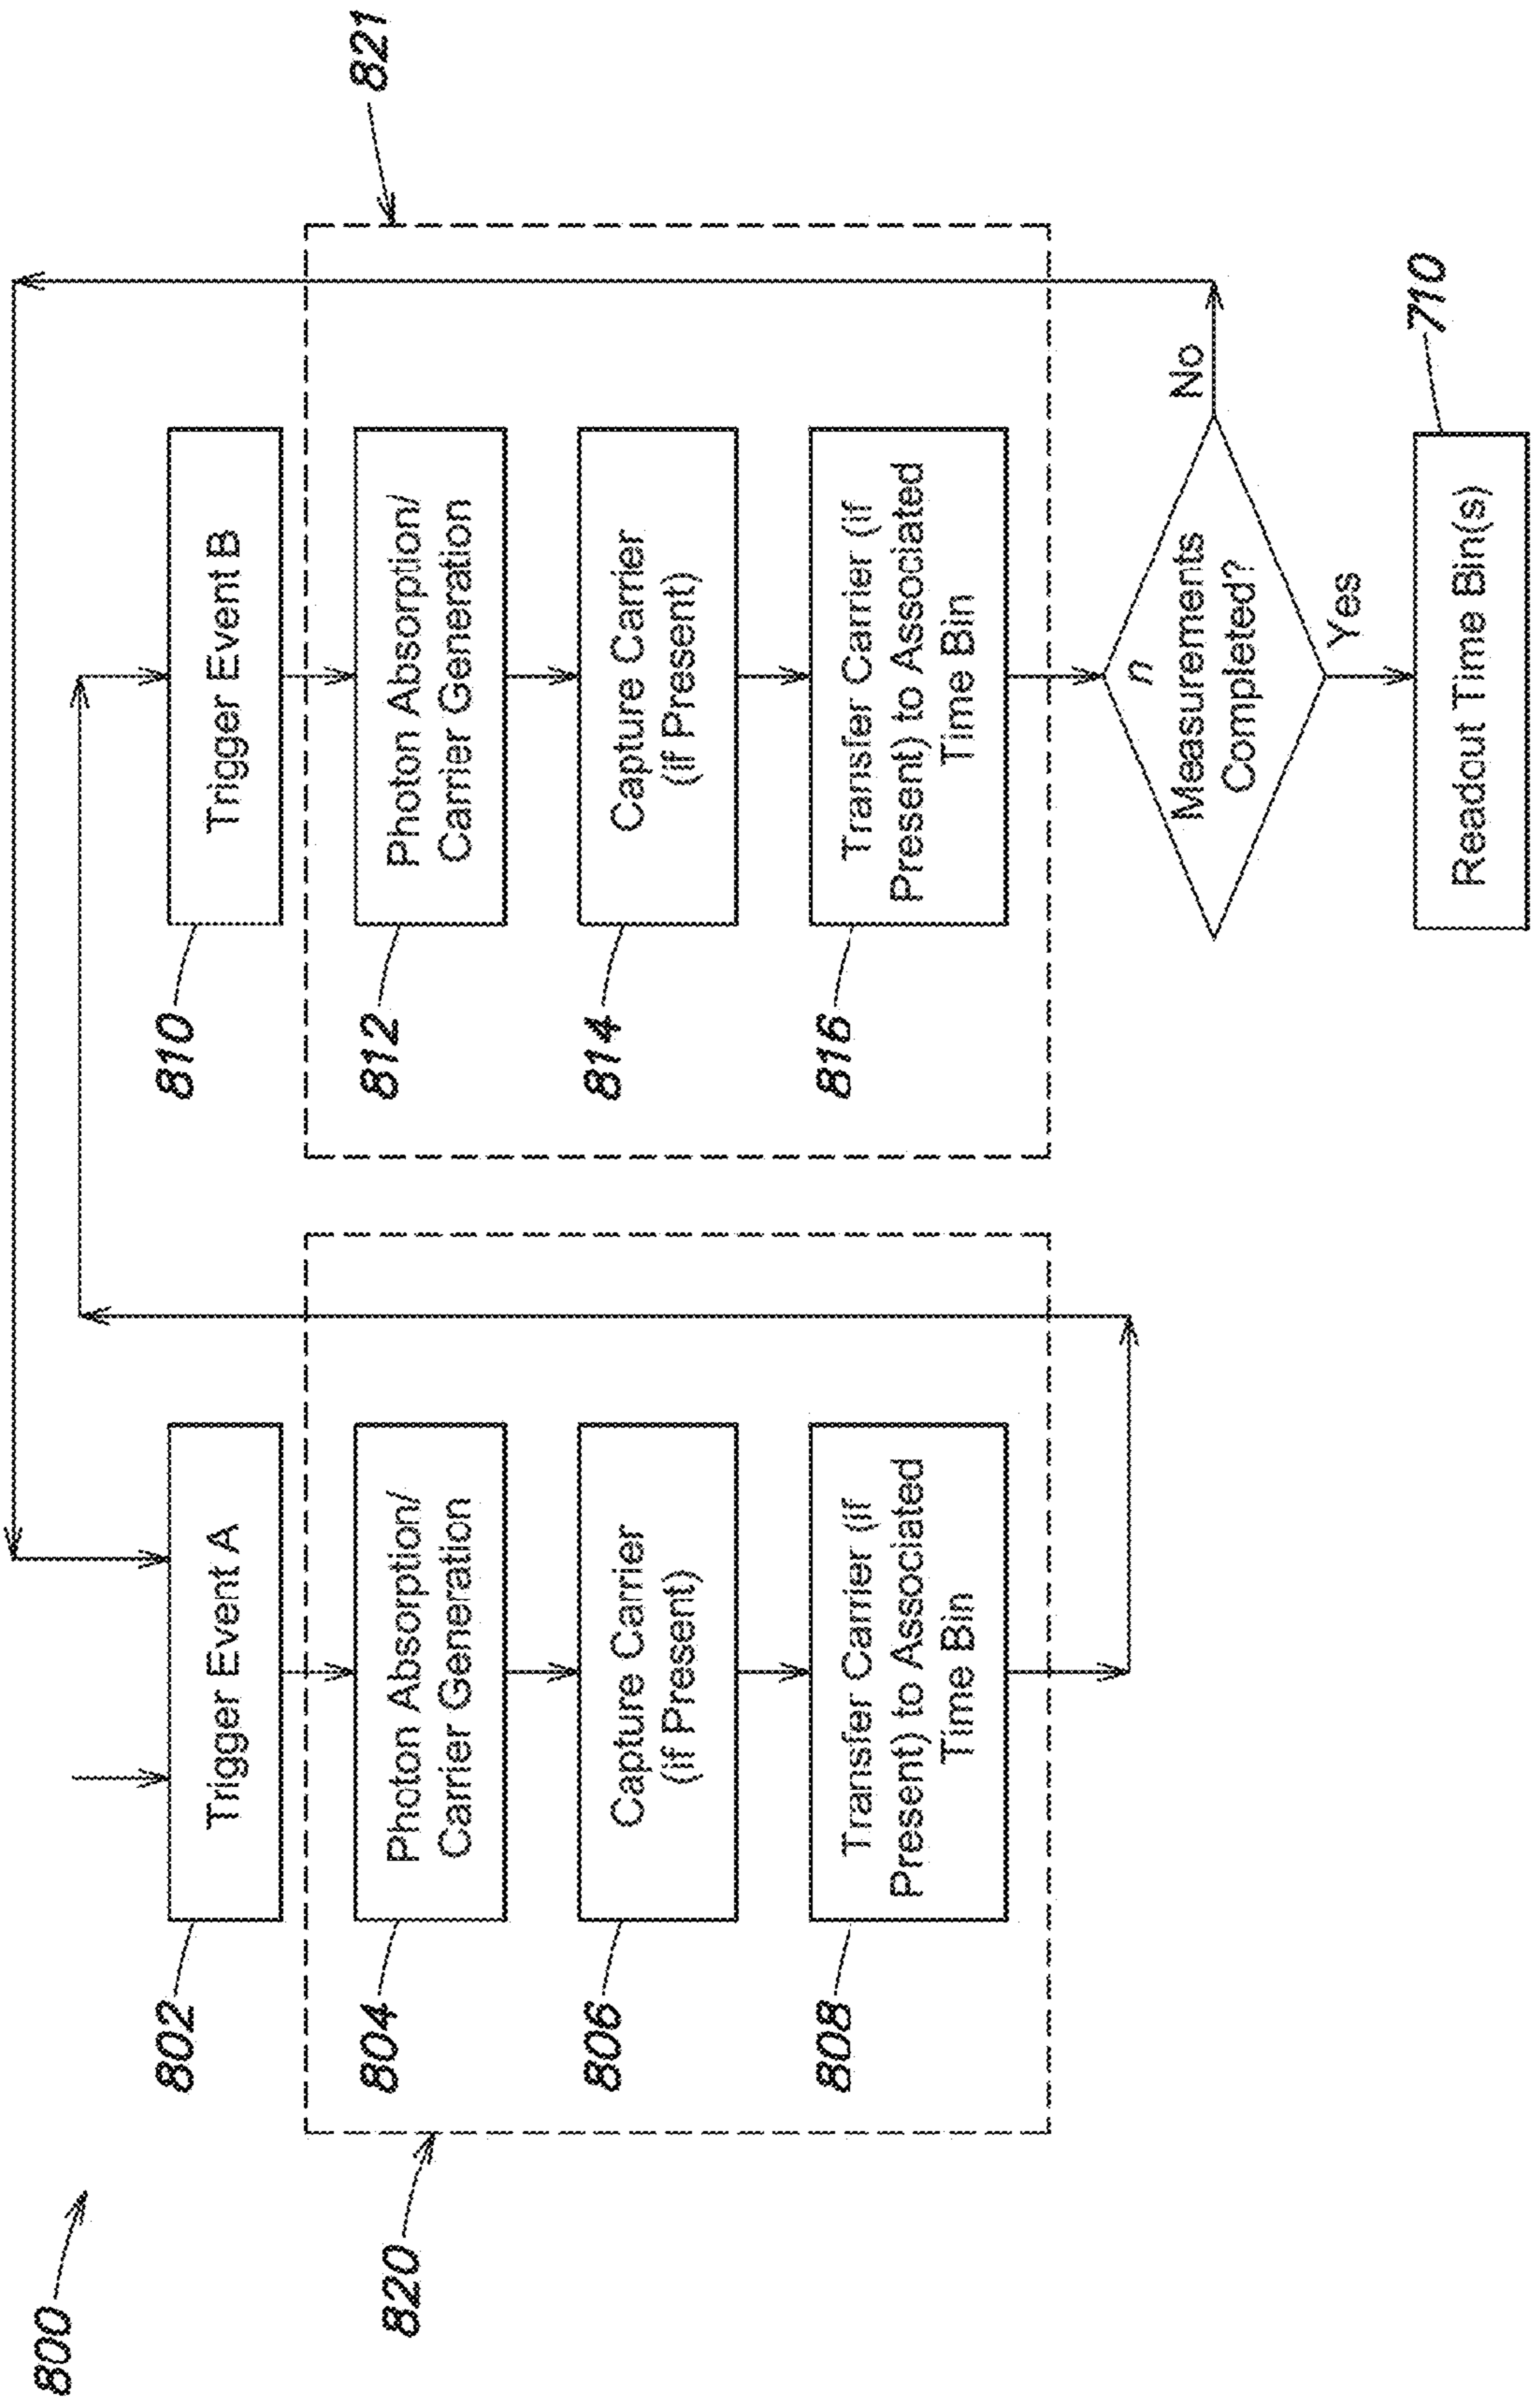 800
820
821
802
Trigger Event A
804
Photon Absorption/
Carrier Generation
806
Capture Carrier
(if Present)
808
Transfer Carrier (if
Present) to Associated
Time Bin
810
Trigger Event B
812
Photon Absorption/
Carrier Generation
814
Capture Carrier
(if Present)
816
Transfer Carrier (if
Present) to Associated
Time Bin
n
Measurements
Completed?
No
Yes
710
Readout Time Bin(s)